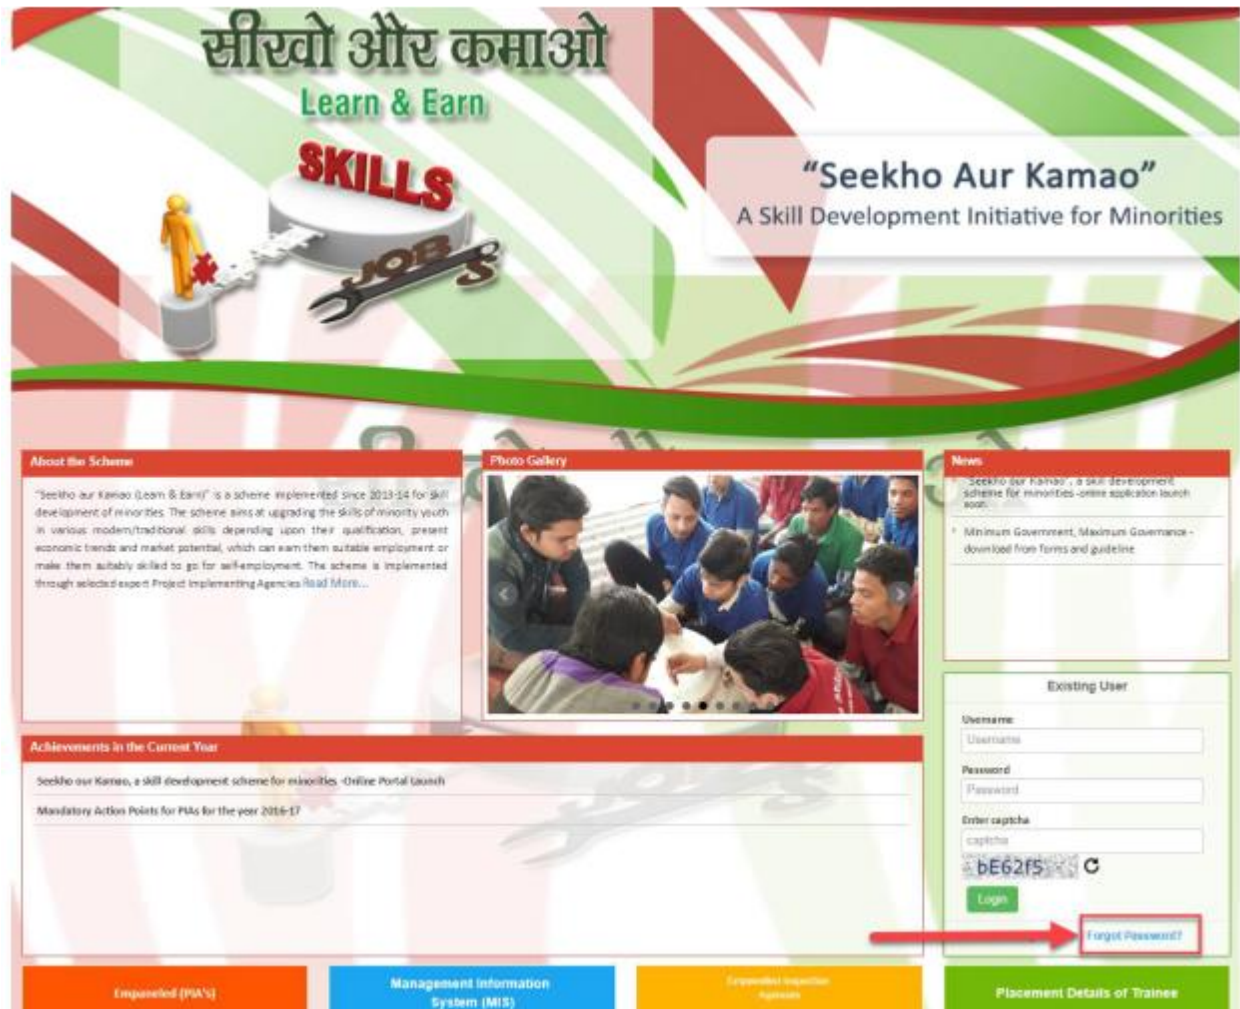 सीखो और कमाओ
Learn & Earn
SKILLS
JOBS
"Seekho Aur Kamao"
A Skill Development Initiative for Minorities
About the Scheme
"Seekho aur Kamao (Learn & Earn)" is a scheme implemented since 2013-14 for skill
development of minorities. The scheme aims at upgrading the skills of minority youth
in various modern/traditional skills depending upon their qualification, present
economic trends and market potential, which can earn them suitable employment or
make them suitably skilled to go for self-employment. The scheme is implemented
through selected expert Project Implementing Agencies Read More...
Photo Gallery
News
"Seekho aur Kamao", a skill development
scheme for minorities -online application launch
soon.
Minimum Government, Maximum Governance -
download from forms and guideline
Achievements in the Current Year
Seekho our Kamao, a skill development scheme for minorities -Online Portal Launch
Mandatory Action Points for PIAs for the year 2016-17
Existing User
Username
Username
Password
Password
Enter captcha
captcha
bE62f5
Login
Forgot Password?
Empaneled (PIA's)
Management Information
System (MIS)
Empaneled Inspection
Agencies
Placement Details of Trainee